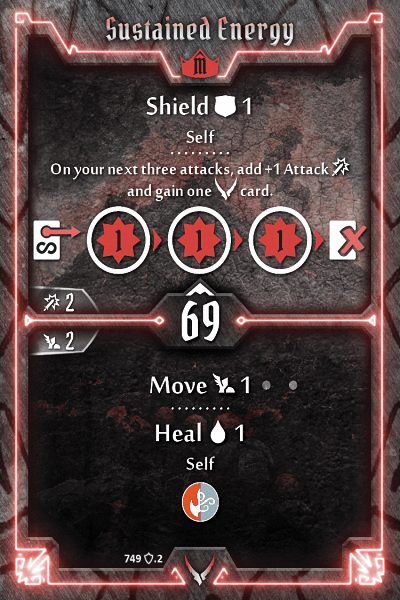 Sustained Energy
m
Shield 1
Self
On your next three attacks, add +1 Attack
and gain one card.
S 1 1 1
2
69
2
Move 1
Heal 1
Self
749 .2